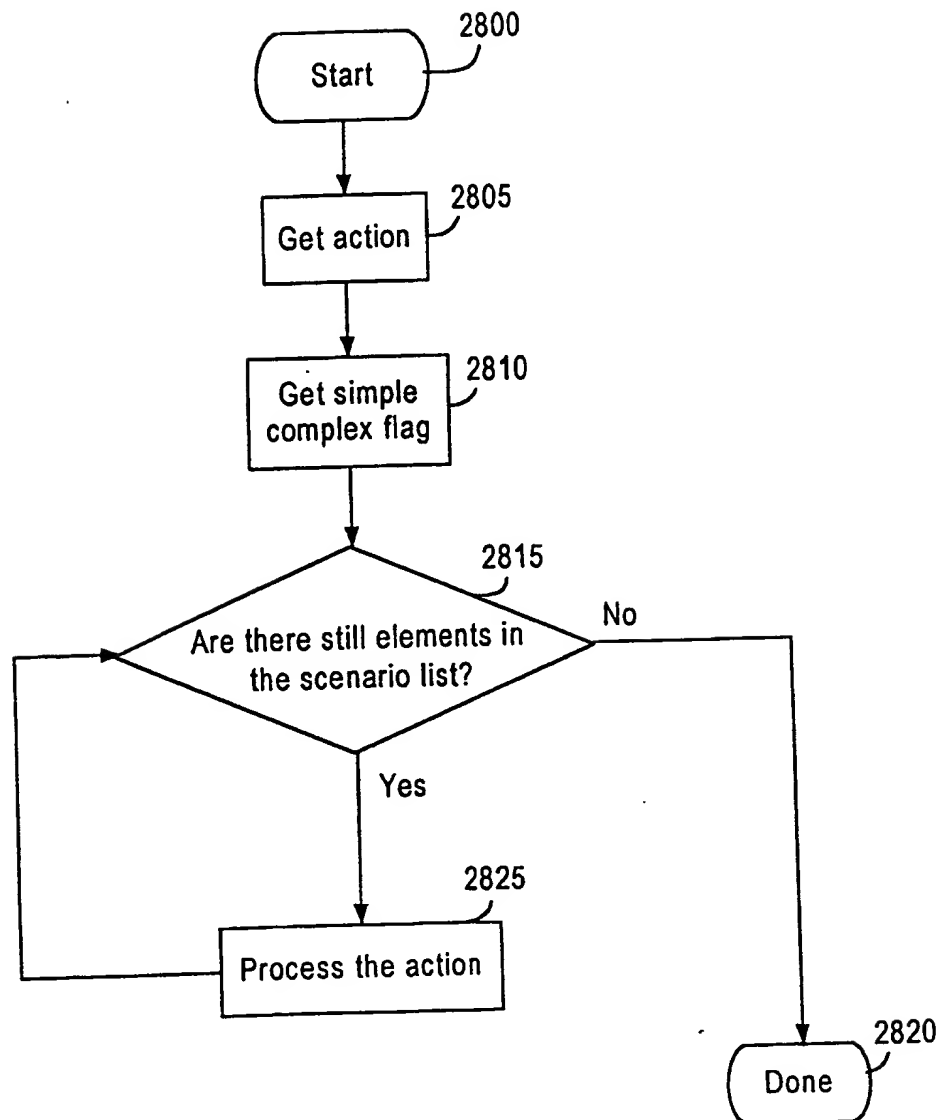 2800
Start
2805
Get action
2810
Get simple
complex flag
2815
Are there still elements in
the scenario list?
No
Yes
2825
Process the action
2820
Done